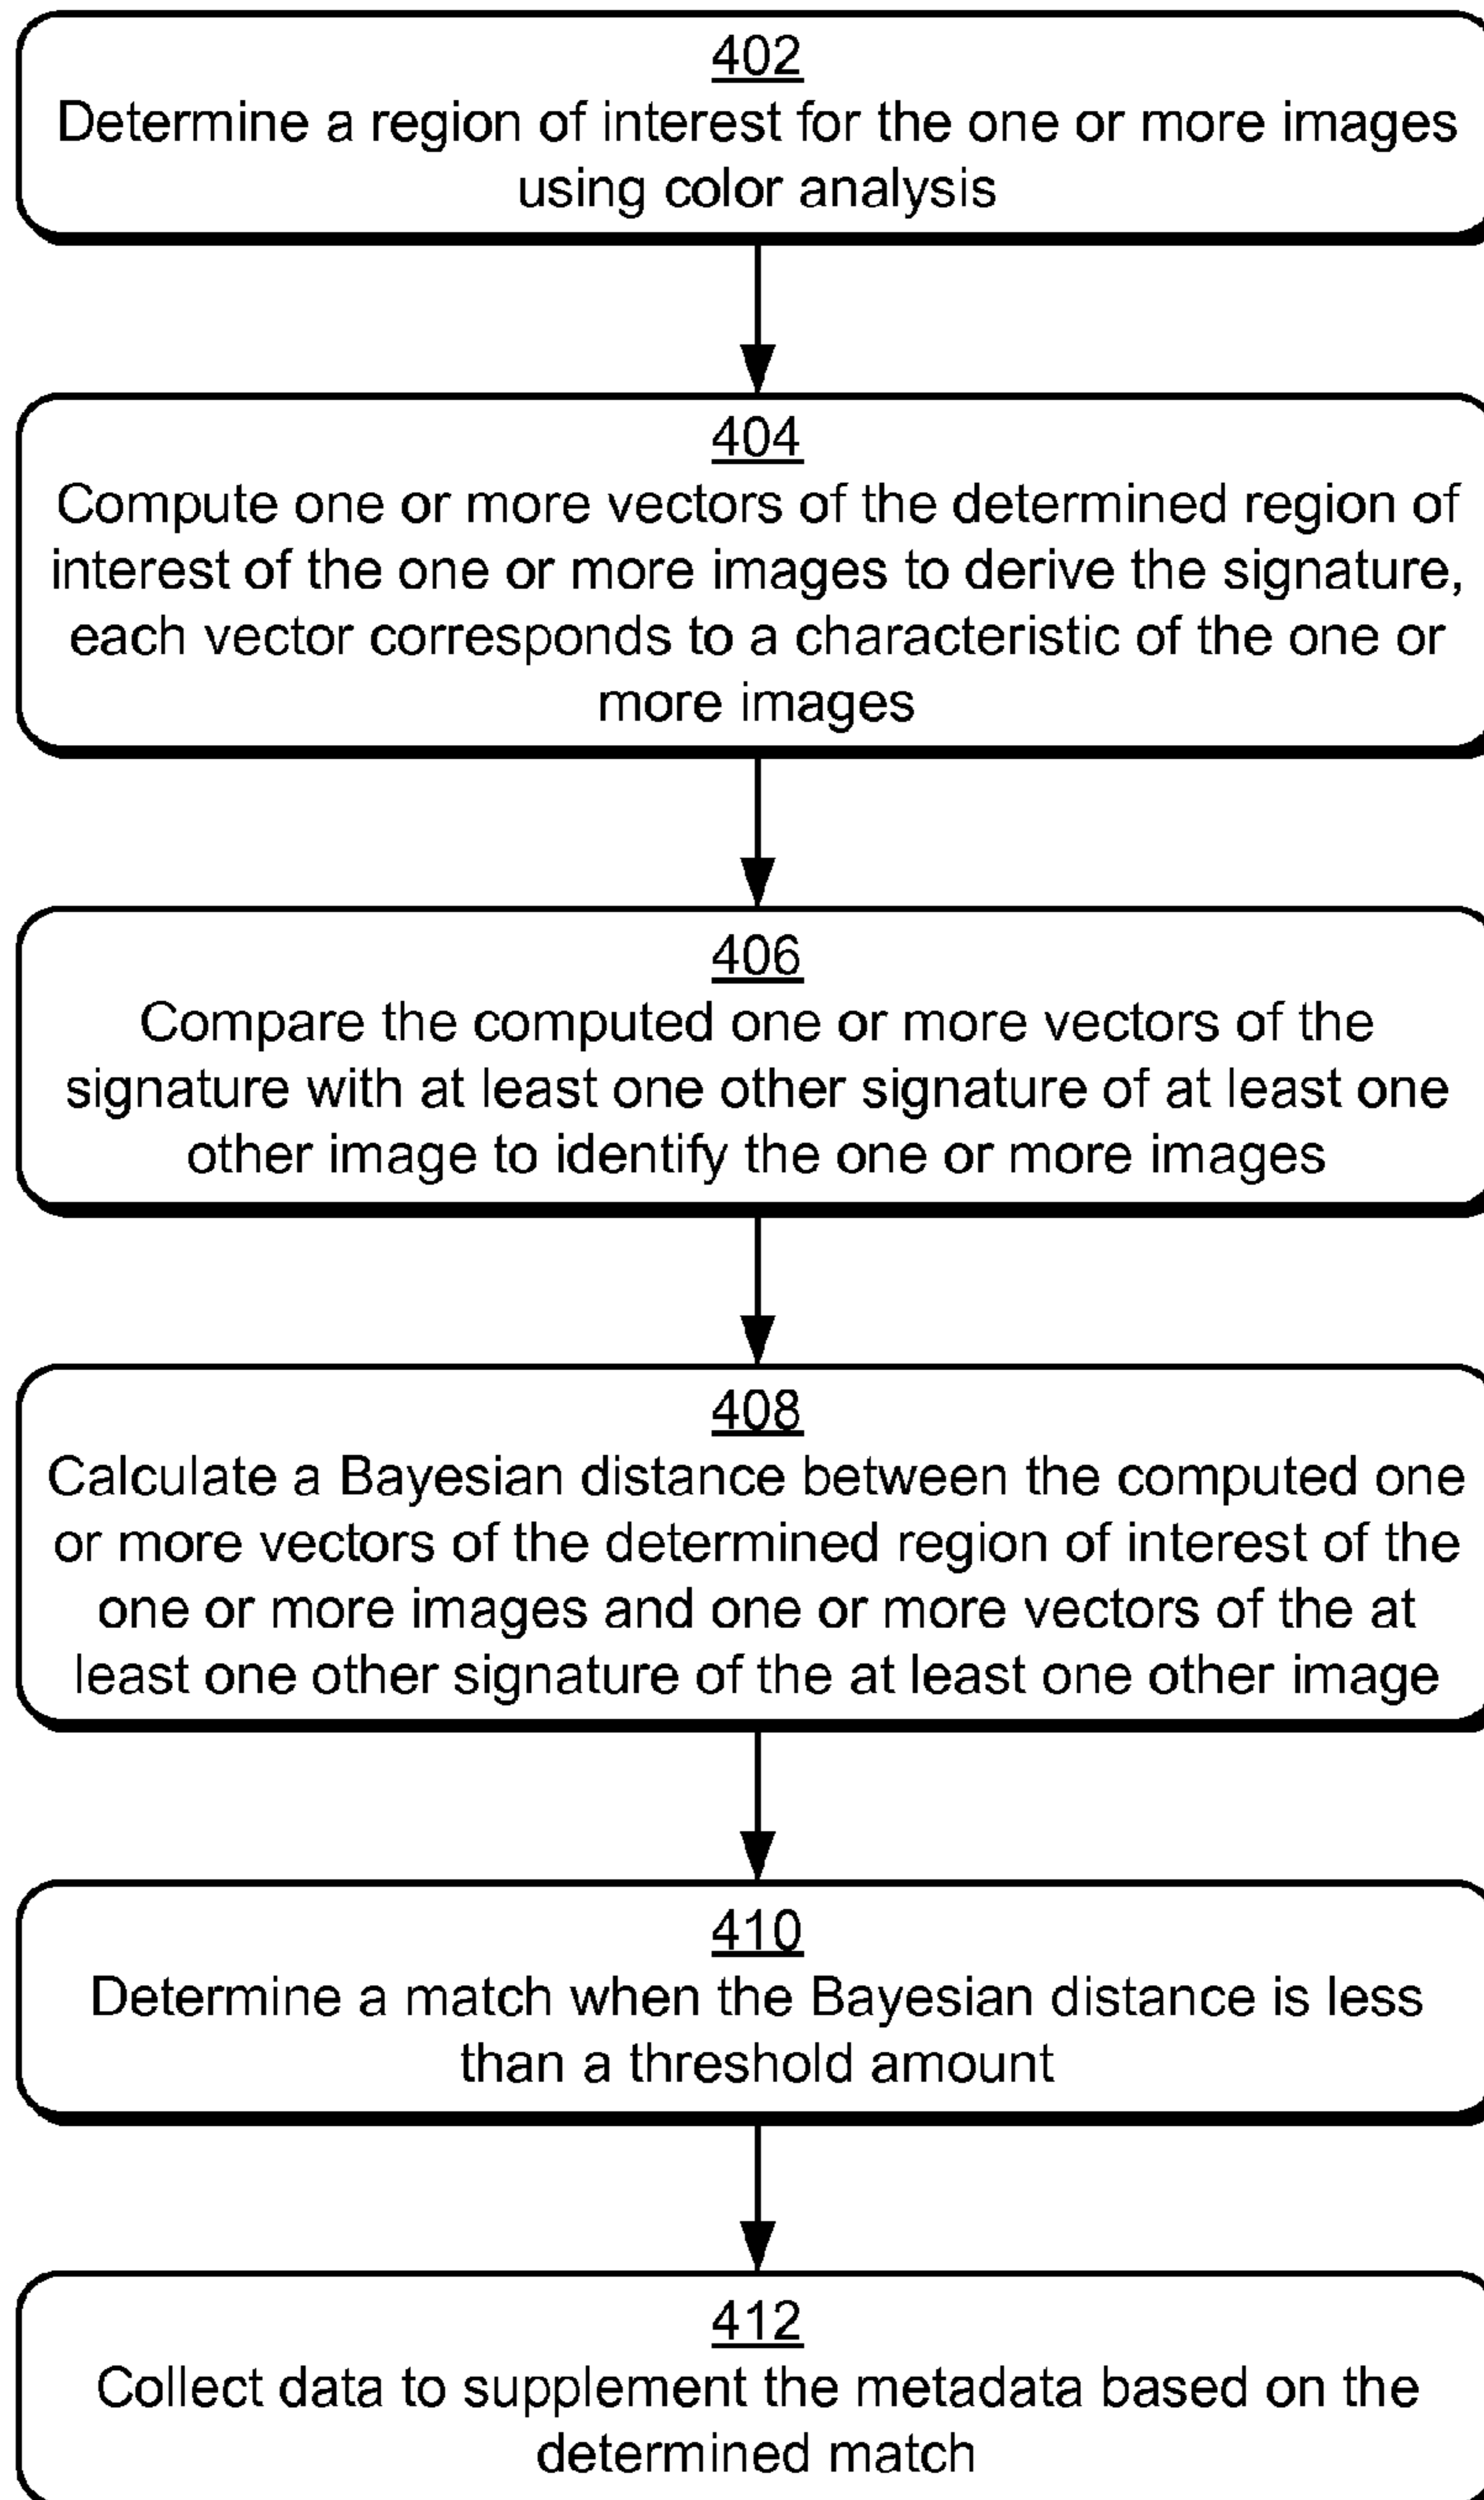 402
Determine a region of interest for the one or more images
using color analysis
404
Compute one or more vectors of the determined region of
interest of the one or more images to derive the signature,
each vector corresponds to a characteristic of the one or
more images
406
Compare the computed one or more vectors of the
signature with at least one other signature of at least one
other image to identify the one or more images
408
Calculate a Bayesian distance between the computed one
or more vectors of the determined region of interest of the
one or more images and one or more vectors of the at
least one other signature of the at least one other image
410
Determine a match when the Bayesian distance is less
than a threshold amount
412
Collect data to supplement the metadata based on the
determined match